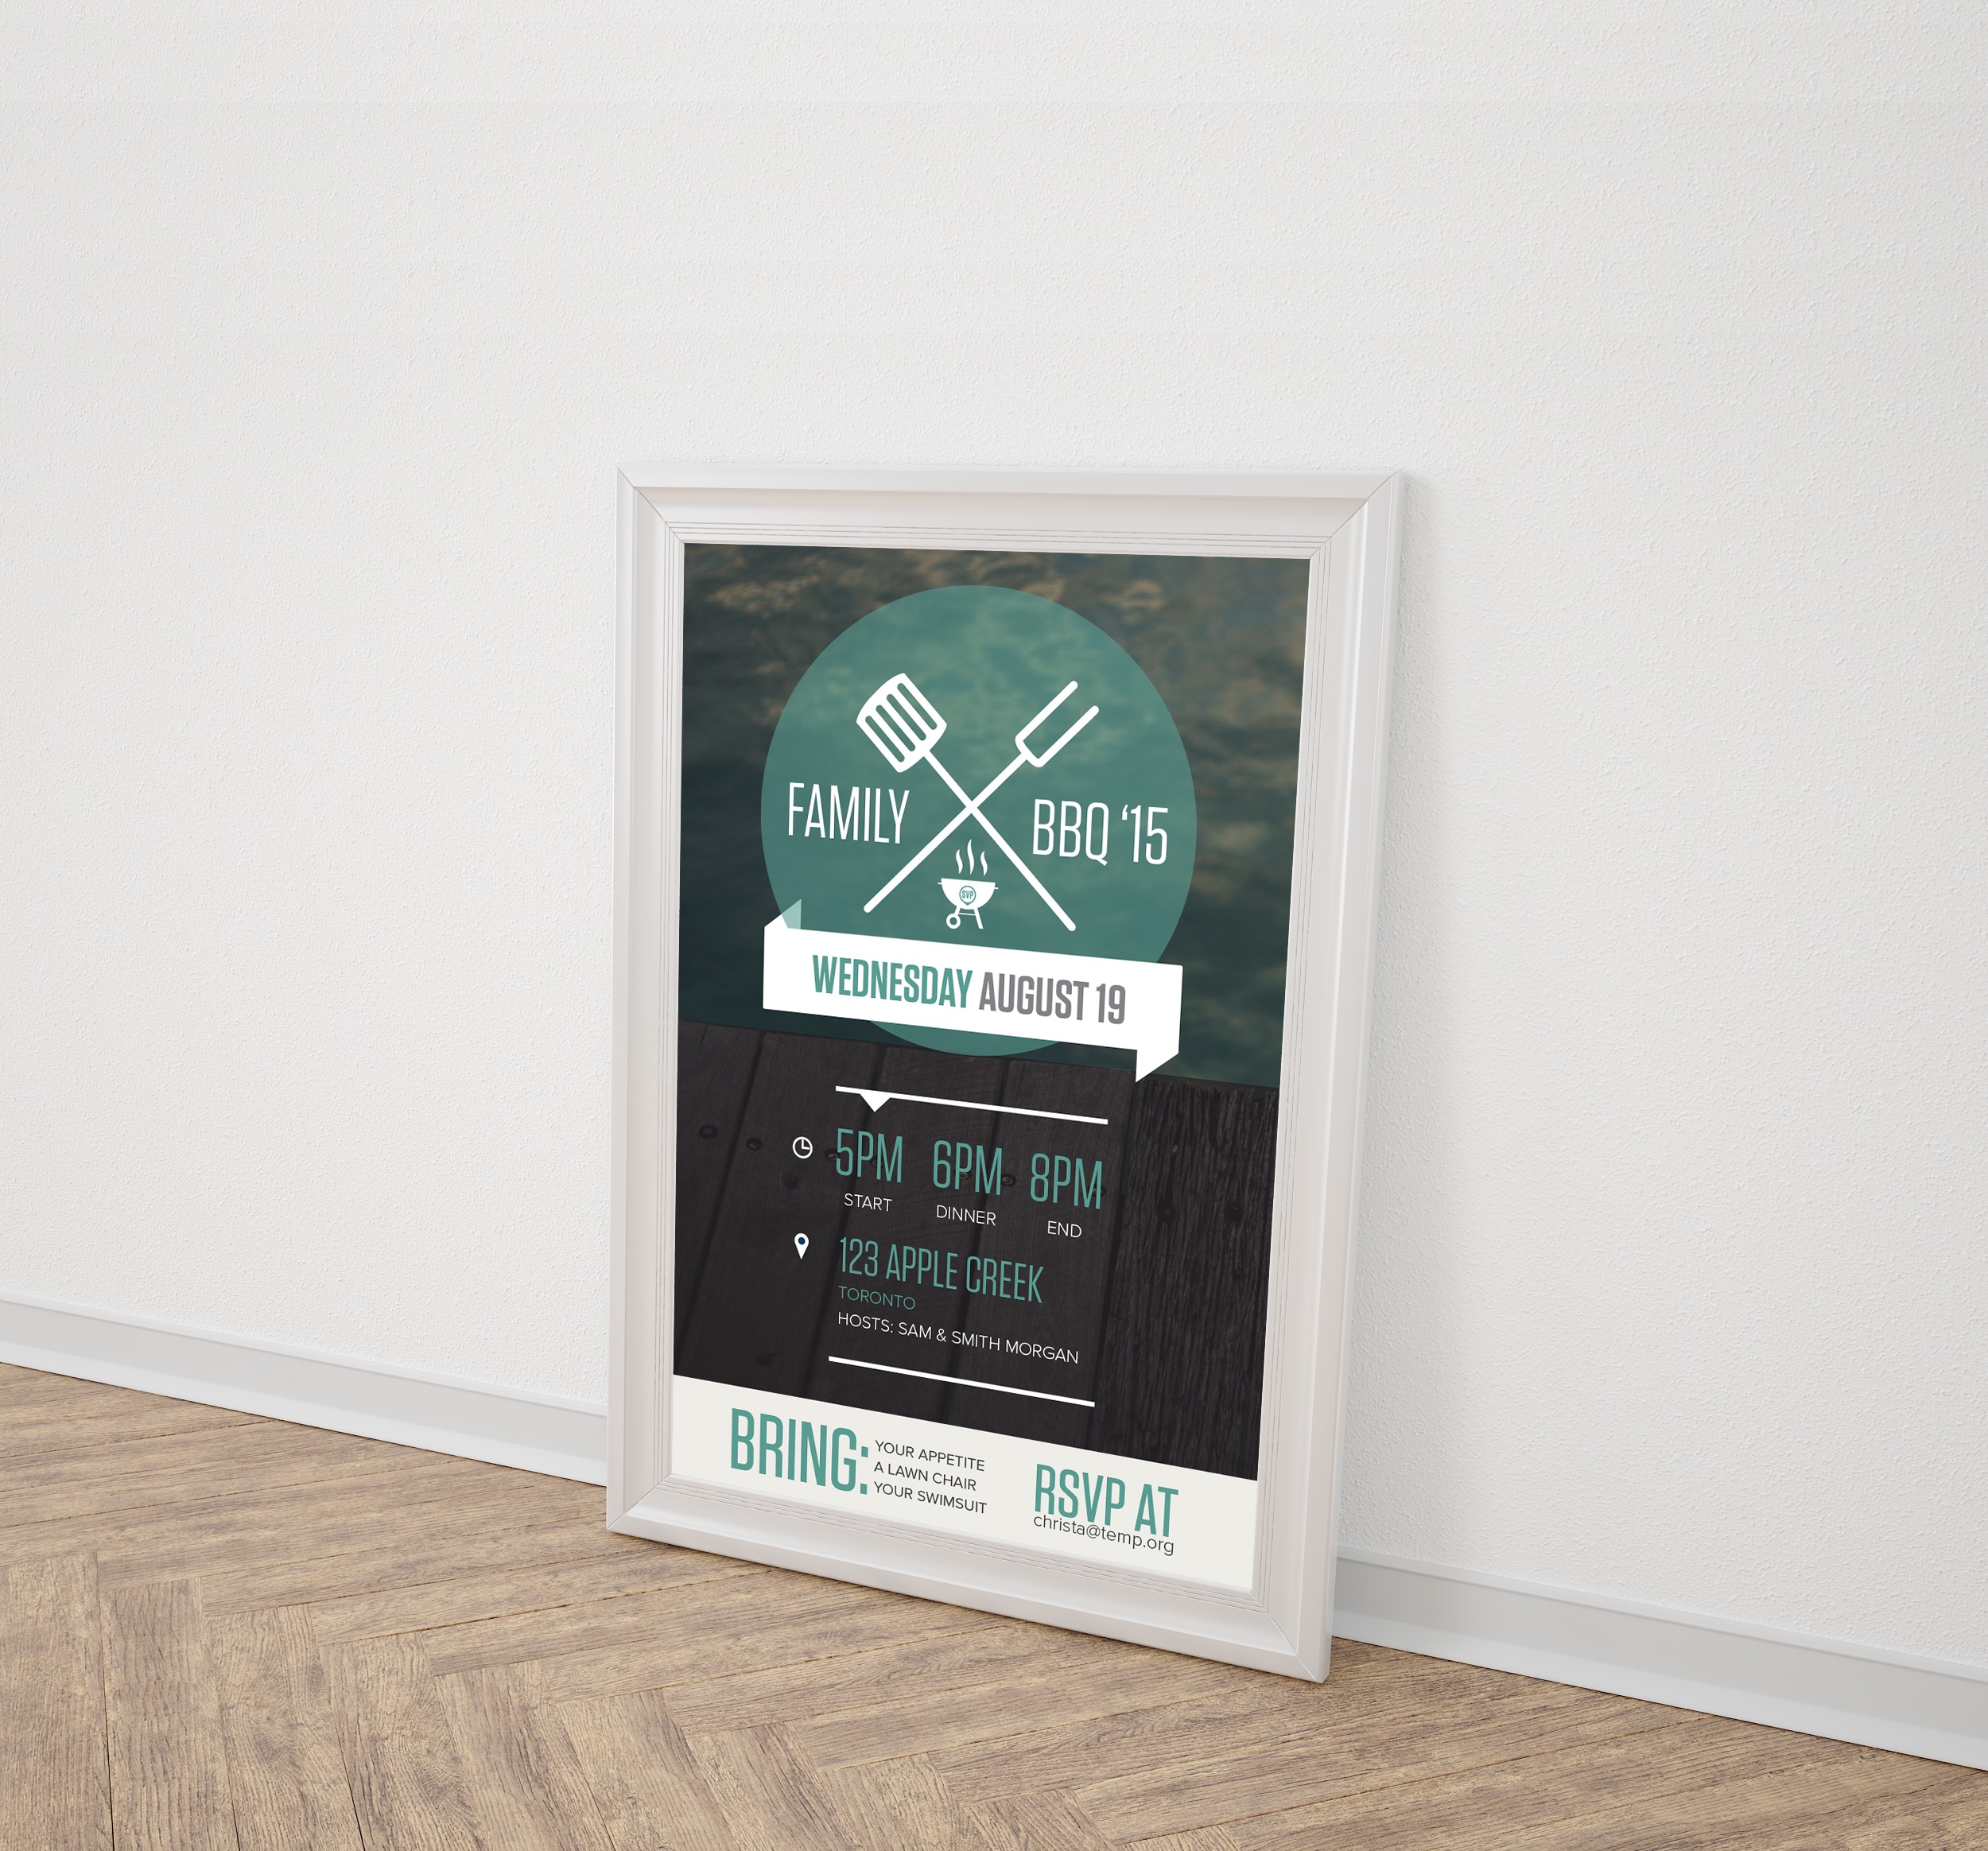 FAMILY BBQ ‘15
SVP
WEDNESDAY AUGUST 19
5PM 6PM 8PM
START DINNER END
123 APPLE CREEK
TORONTO
HOSTS: SAM & SMITH MORGAN
BRING:
YOUR APPETITE
A LAWN CHAIR
YOUR SWIMSUIT
RSVP AT
christa@temp.org